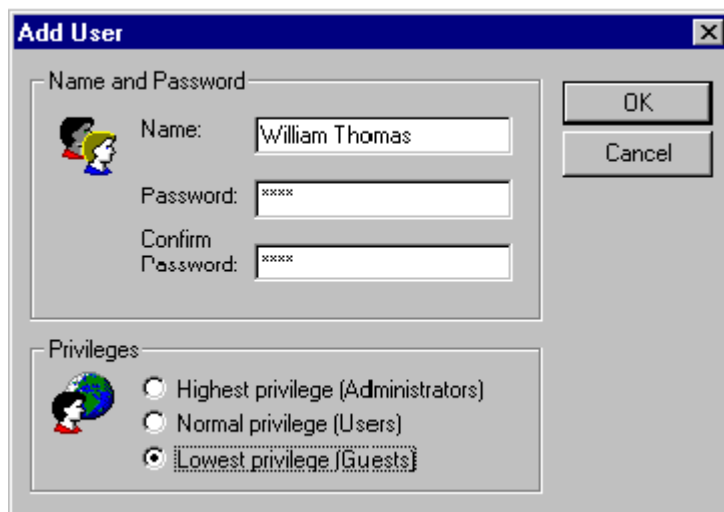 Add User
Name and Password
Name: William Thomas
Password: ****
Confirm
Password: ****
OK
Cancel
Privileges
Highest privilege (Administrators)
Normal privilege (Users)
Lowest privilege (Guests)